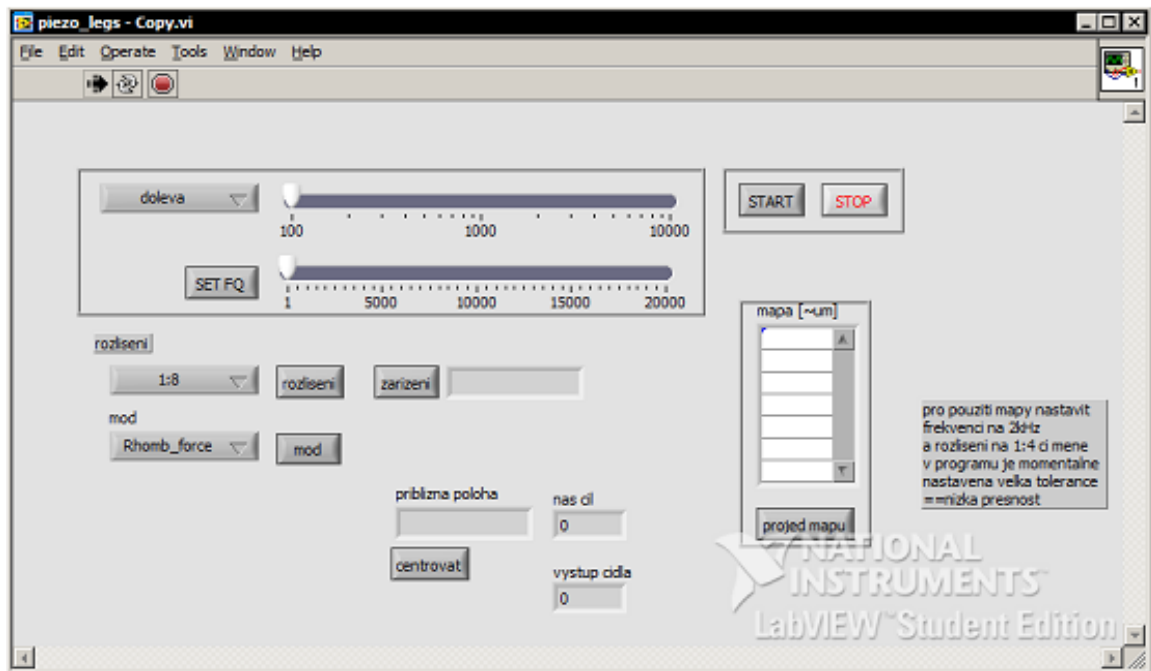 piezo_legs - Copy.vi
File Edit Operate Tools Window Help
1
doleva
100 1000 10000
START STOP
SET FQ
1 5000 10000 15000 20000
mapa [~um]
rozliseni
1:8 rozliseni zarizeni
mod
Rhomb_force mod
pro pouziti mapy nastavit
frekvenci na 2kHz
a rozliseni na 1:4 ci mene
v programu je momentalne
nastavena velka tolerance
==nizka presnost
priblizna poloha nas cil
0
projed mapu
centrovat
vystup cidla
0
NATIONAL
INSTRUMENTS™
LabVIEW™ Student Edition